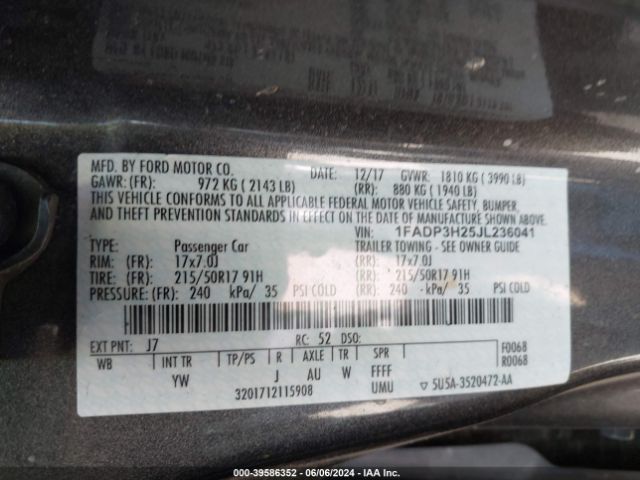 MFD. BY FORD MOTOR CO. DATE: 12/17 GVWR: 1810 KG ( 3990 LB)
GAWR: (FR): 972 KG ( 2143 LB) (RR): 880 KG ( 1940 LB)
THIS VEHICLE CONFORMS TO ALL APPLICABLE FEDERAL MOTOR VEHICLE SAFETY, BUMPER,
AND THEFT PREVENTION STANDARDS IN EFFECT ON THE DATE OF MANUFACTURE SHOWN ABOVE.
VIN: 1FADP3H25JL236041
TYPE: Passenger Car TRAILER TOWING - SEE OWNER GUIDE
RIM: (FR): 17x7.0J (RR): 17x7.0J
TIRE: (FR): 215/50R17 91H (RR): 215/50R17 91H
PRESSURE: (FR): 240 kPa/ 35 PSI COLD (RR): 240 - kPa/ 35 PSI COLD
EXT PNT: J7 RC: 52 DSO: F0068
WB INT TR TP/PS R AXLE TR SPR R0068
YW J AU W FFFF
3201712115908 UMU ▽ 5U5A-3520472-AA
000-39586352 - 06/06/2024 - IAA Inc.